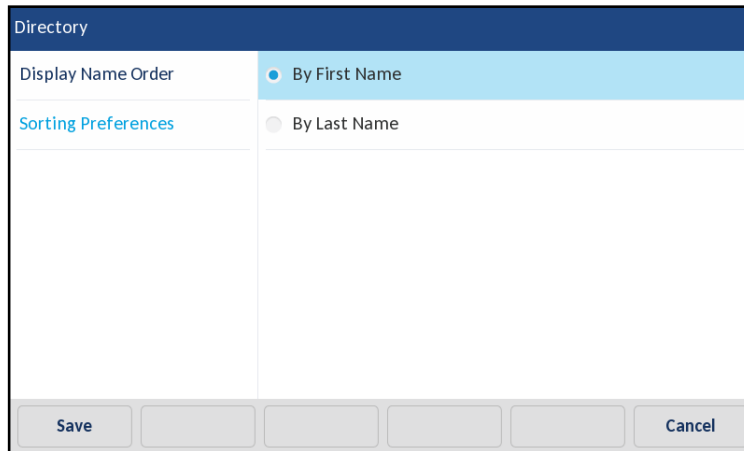 Directory
Display Name Order
Sorting Preferences
By First Name
By Last Name
Save
Cancel